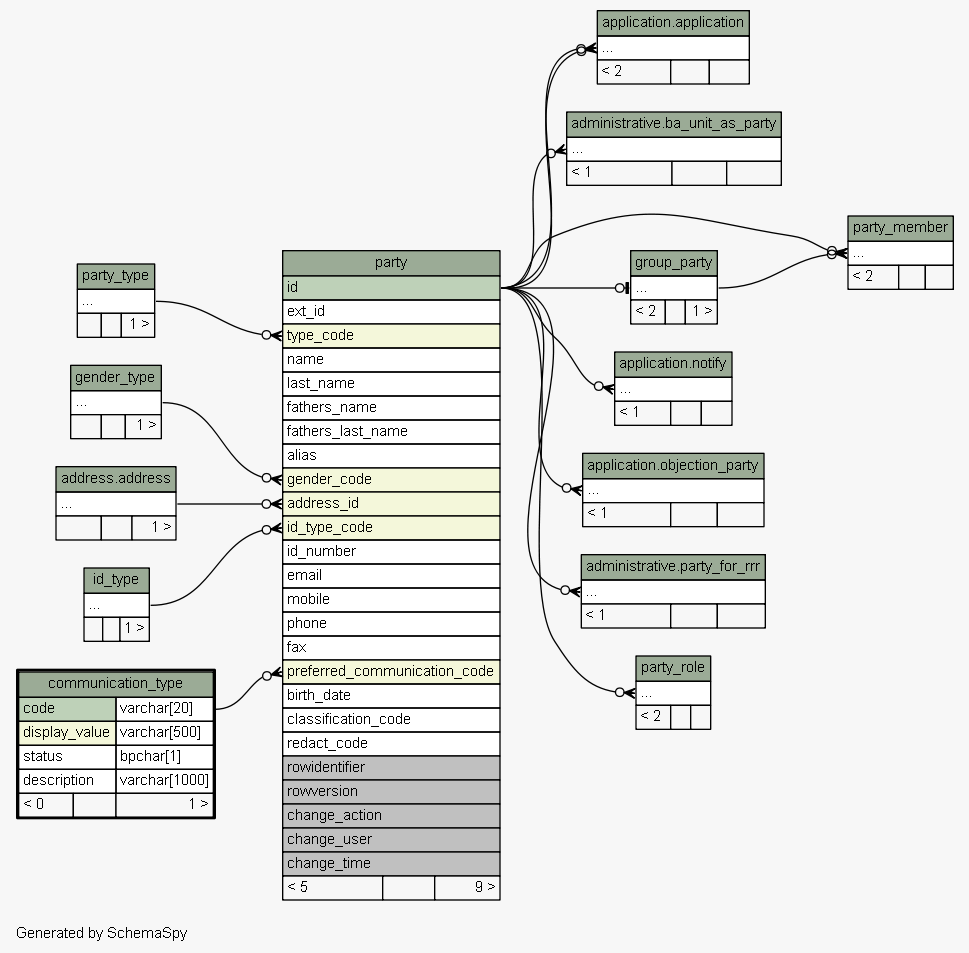 application.application
...
< 2
administrative.ba_unit_as_party
...
< 1
party_member
...
< 2
group_party
...
< 2 1 >
application.notify
...
< 1
application.objection_party
...
< 1
administrative.party_for_rrr
...
< 1
party_role
...
< 2
party
id
ext_id
type_code
name
last_name
fathers_name
fathers_last_name
alias
gender_code
address_id
id_type_code
id_number
email
mobile
phone
fax
preferred_communication_code
birth_date
classification_code
redact_code
rowidentifier
rowversion
change_action
change_user
change_time
< 5 9 >
party_type
...
1 >
gender_type
...
1 >
address.address
...
1 >
id_type
...
1 >
communication_type
code varchar[20]
display_value varchar[500]
status bpchar[1]
description varchar[1000]
< 0 1 >
Generated by SchemaSpy